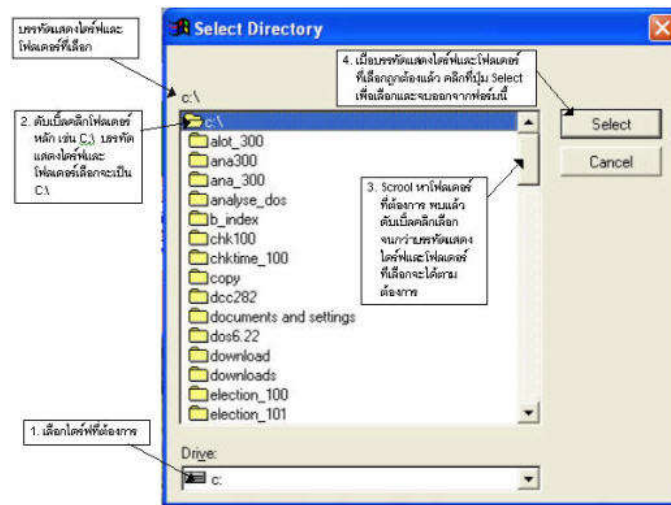 บรรทัดแสดงไดร์ฟและ
โฟลเดอร์ที่เลือก
Select Directory
4. เมื่อบรรทัดแสดงไดร์ฟและโฟลเดอร์
ที่เลือกถูกต้องแล้ว คลิกที่ปุ่ม Select
เพื่อเลือกและจบออกจากฟอร์มนี้
c:\
2. ดับเบิ้ลคลิกโฟลเดอร์
หลัก เช่น C:\ บรรทัด
แสดงไดร์ฟและ
โฟลเดอร์เลือกจะเป็น
C:\
c:\
alot_300
ana300
ana_300
analyse_dos
b_index
chk100
chktime_100
copy
dcc282
documents and settings
dos6.22
download
downloads
election_100
election_101
Select
Cancel
3. Scrool หาโฟลเดอร์
ที่ต้องการ พบแล้ว
ดับเบิ้ลคลิกเลือก
จนกว่าบรรทัดแสดง
ไดร์ฟและโฟลเดอร์
ที่เลือกจะได้ตาม
ต้องการ
1. เลือกไดร์ฟที่ต้องการ
Drive:
c: